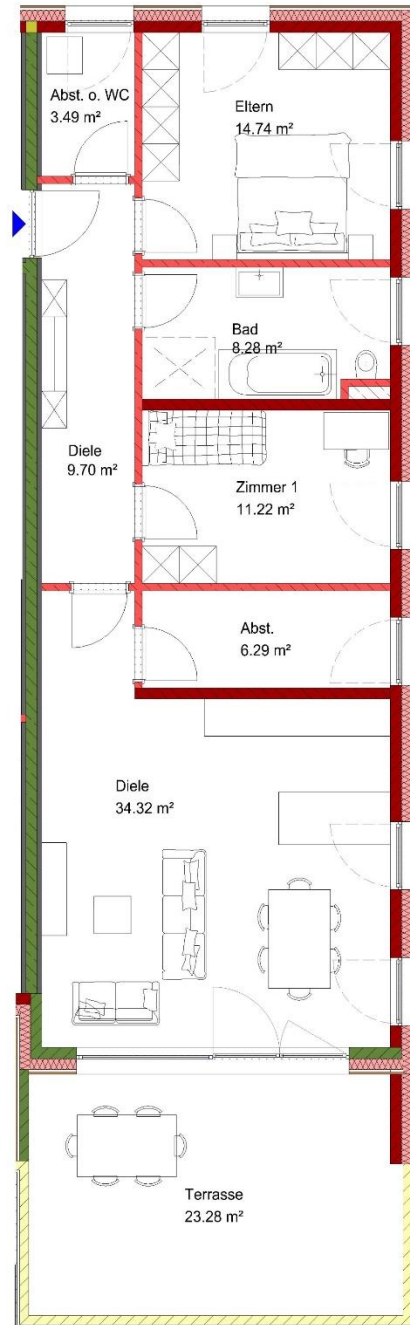 Abst. o. WC
3.49 m²
Eltern
14.74 m²
Bad
8.28 m²
Diele
9.70 m²
Zimmer 1
11.22 m²
Abst.
6.29 m²
Diele
34.32 m²
Terrasse
23.28 m²